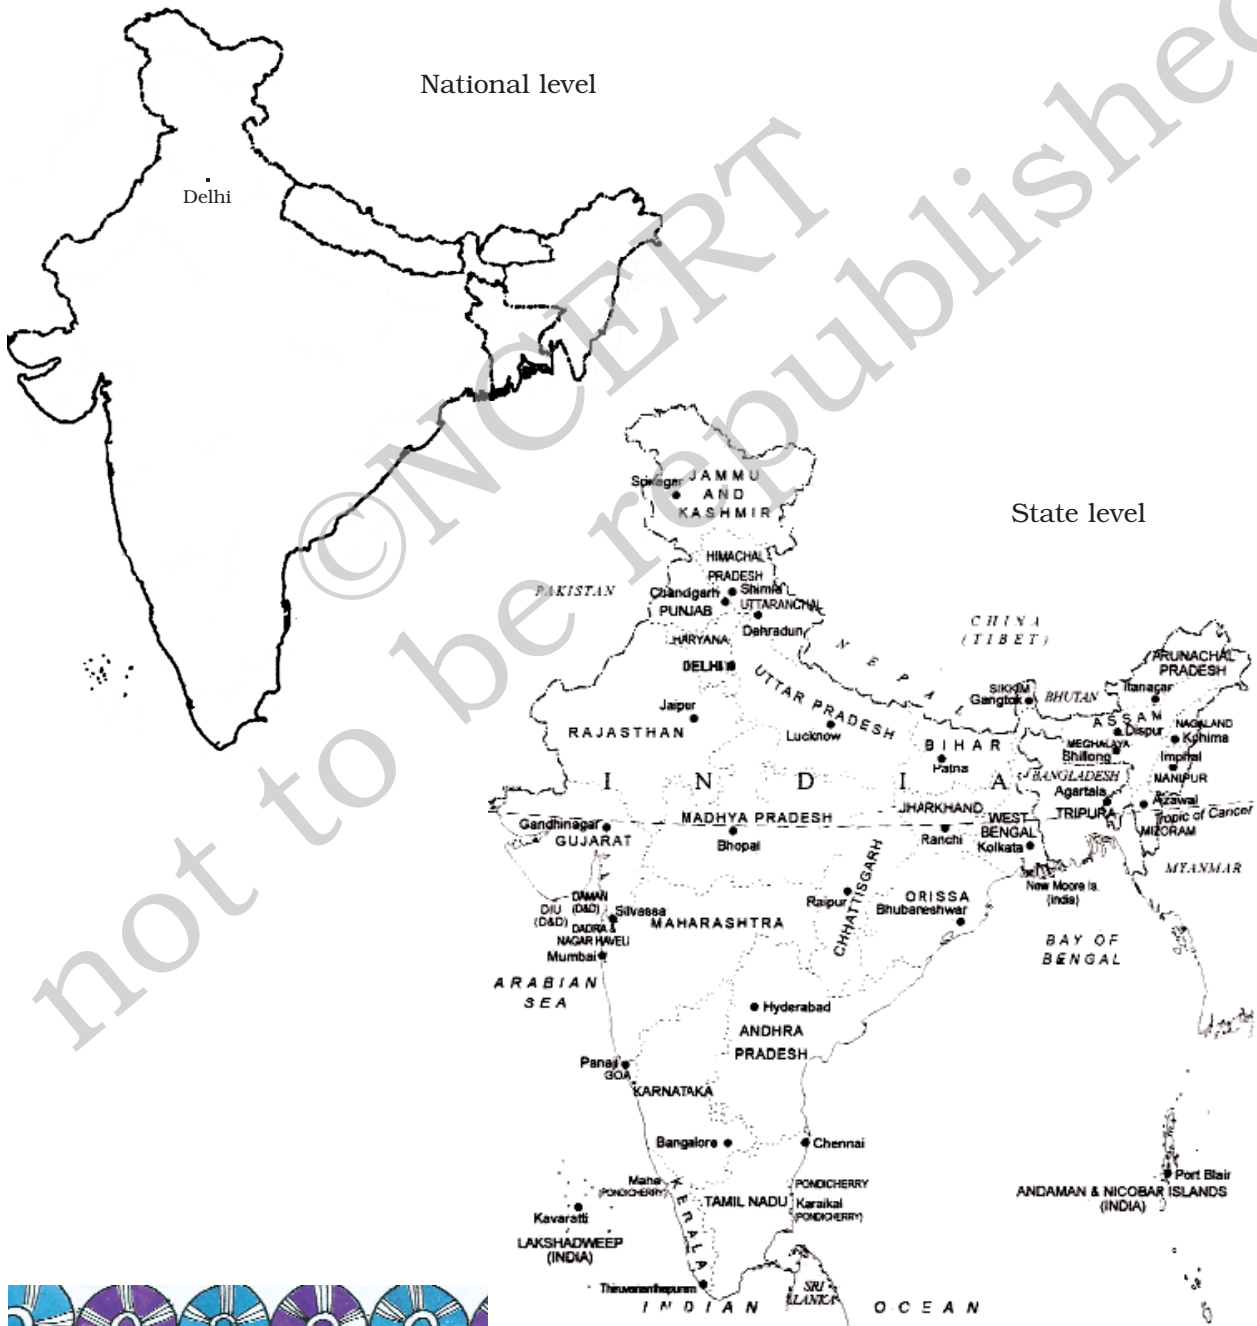 National level
Delhi
©NCERT
not to be republished
State level
Srinagar
JAMMU
AND
KASHMIR
HIMACHAL
PRADESH
PAKISTAN
Chandigarh
Shimla
PUNJAB
UTTARANCHAL
Dehradun
CHINA
(TIBET)
HARYANA
DELHI
N E P A
ARUNACHAL
PRADESH
SIKKIM
Gangtok
BHUTAN
Itanagar
Jaipur
RAJASTHAN
UTTAR PRADESH
Lucknow
ASSAM
Dispur
NAGALAND
Kohima
BIHAR
Patna
MEGHALAYA
Shillong
Imphal
NANIPUR
I N D I A
BANGLADESH
Agartala
TRIPURA
Aizawal
Tropic of Cancer
MIZORAM
Gandhinagar
GUJARAT
MADHYA PRADESH
Bhopal
JHARKHAND
Ranchi
WEST
BENGAL
Kolkata
MYANMAR
New Moore Is.
(India)
DAMAN
(D&D)
DIU
(D&D)
Silvassa
DADRA &
NAGAR HAVELI
Mumbai
MAHARASHTRA
Raipur
CHHATTISGARH
ORISSA
Bhubaneshwar
BAY OF
BENGAL
ARABIAN
SEA
Hyderabad
ANDHRA
PRADESH
Panaji
GOA
KARNATAKA
Bangalore
Chennai
Mahe
(PONDICHERRY)
KERALA
TAMIL NADU
PONDICHERRY
Karaikal
(PONDICHERRY)
Port Blair
ANDAMAN & NICOBAR ISLANDS
(INDIA)
Kavaratti
LAKSHADWEEP
(INDIA)
Thiruvananthapuram
SRI
LANKA
INDIAN OCEAN